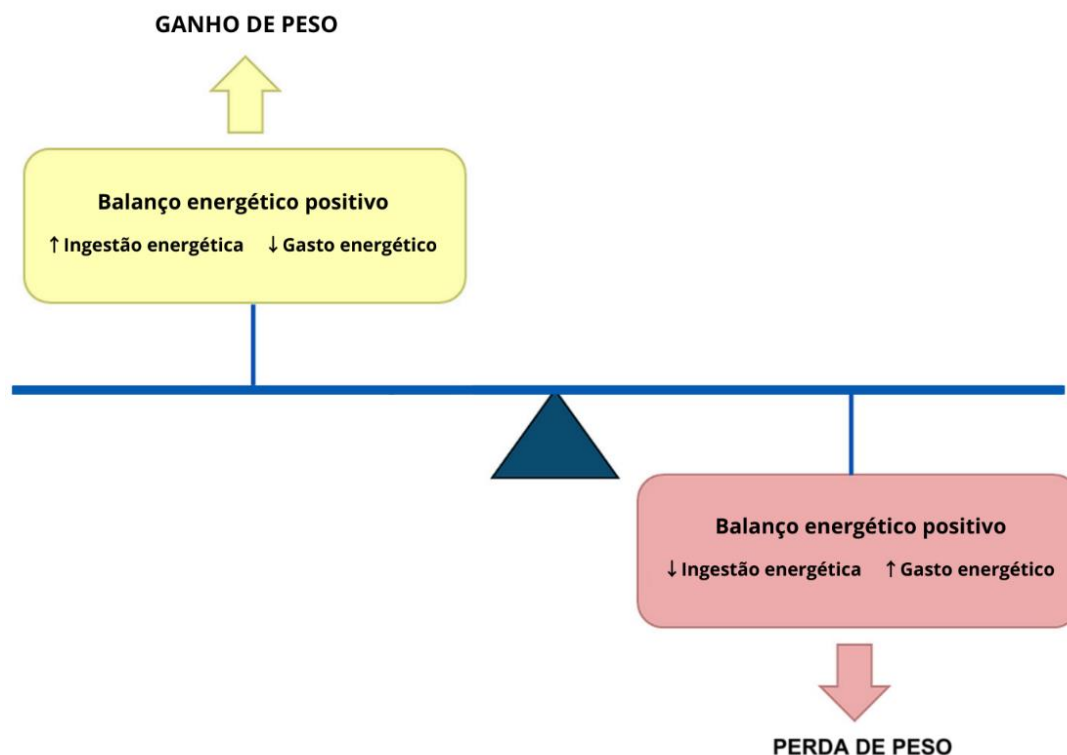 GANHO DE PESO
Balanço energético positivo
↑ Ingestão energética ↓ Gasto energético
Balanço energético positivo
↓ Ingestão energética ↑ Gasto energético
PERDA DE PESO